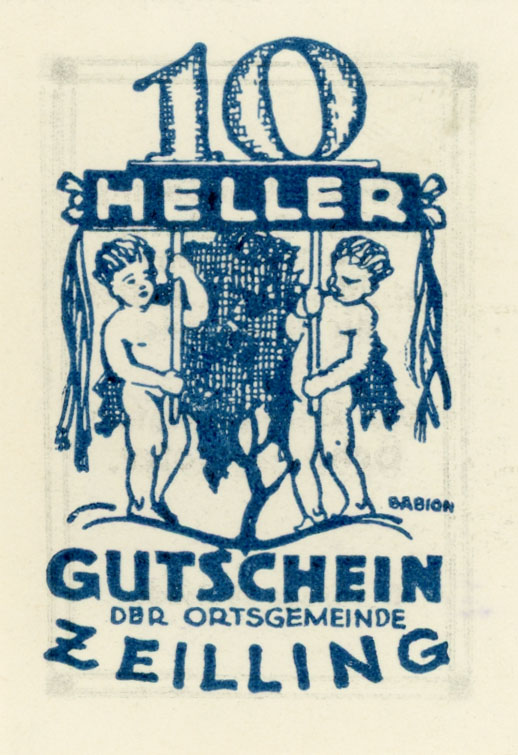 10
HELLER
BABION
GUTSCHEIN
DER ORTSGEMEINDE
ZEILLING